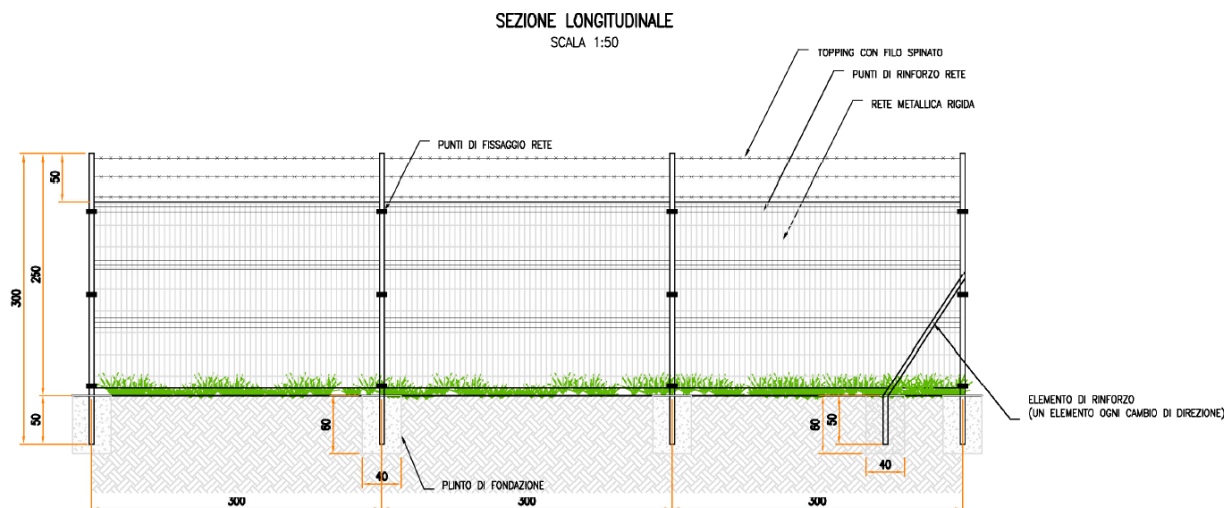 SEZIONE LONGITUDINALE
SCALA 1:50
TOPPING CON FILO SPINATO
PUNTI DI RINFORZO RETE
RETE METALLICA RIGIDA
PUNTI DI FISSAGGIO RETE
50
250
300
50
60
40
60
50
40
ELEMENTO DI RINFORZO
(UN ELEMENTO OGNI CAMBIO DI DIREZIONE)
PLINTO DI FONDAZIONE
300
300
300